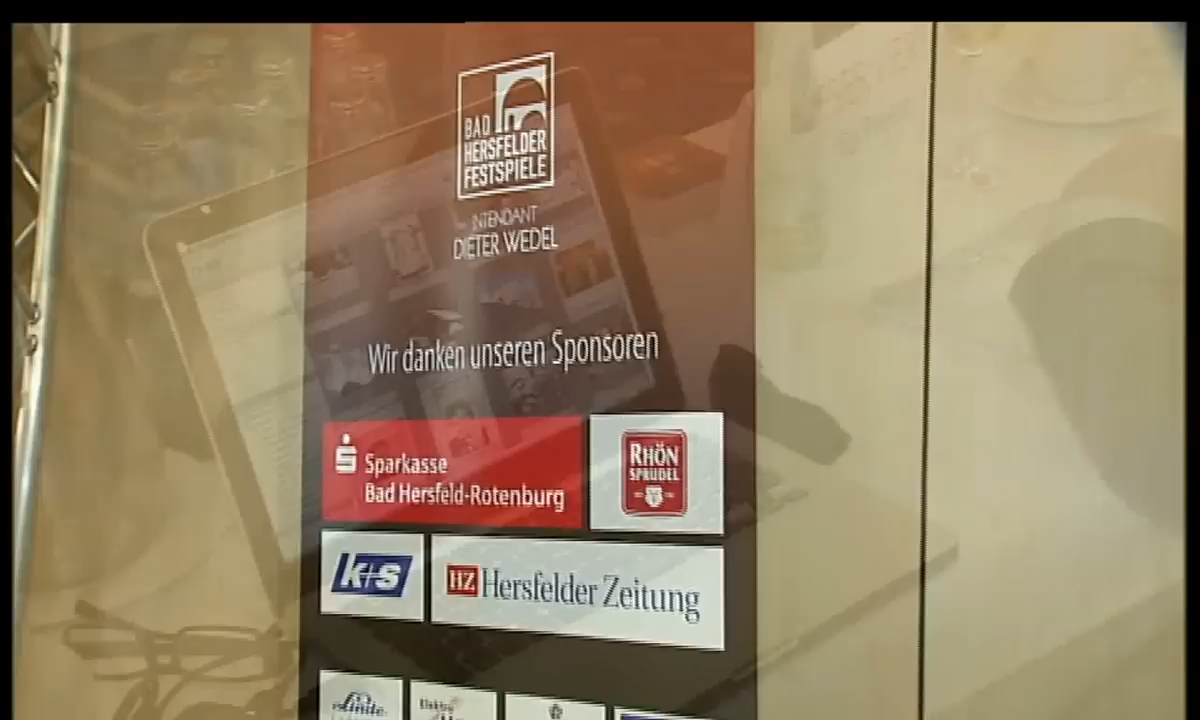 BAD
HERSFELDER
FESTSPIELE
INTENDANT
DIETER WEDEL
Wir danken unseren Sponsoren
Sparkasse
Bad Hersfeld-Rotenburg
RHÖN
SPRUDEL
k+s
HZ Hersfelder Zeitung